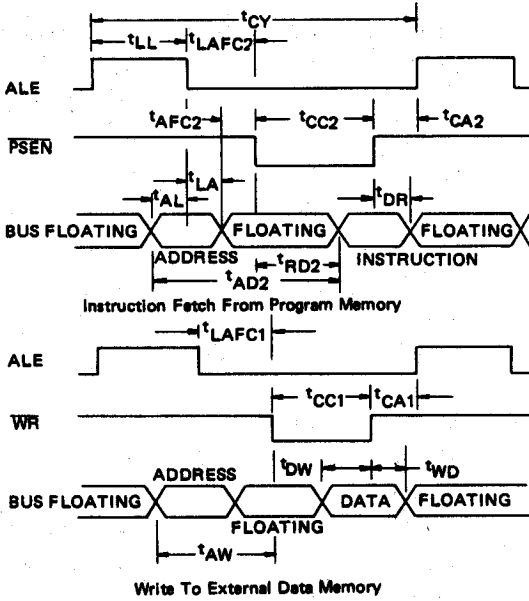 tCY
tLL tLAFC2
ALE
tAFC2 tCC2 tCA2
PSEN
tLA
tAL tDR
BUS FLOATING FLOATING FLOATING
ADDRESS tRD2 INSTRUCTION
tAD2
Instruction Fetch From Program Memory
tLAFC1
ALE
tCC1 tCA1
WR
ADDRESS tDW tWD
BUS FLOATING DATA FLOATING
FLOATING
tAW
Write To External Data Memory